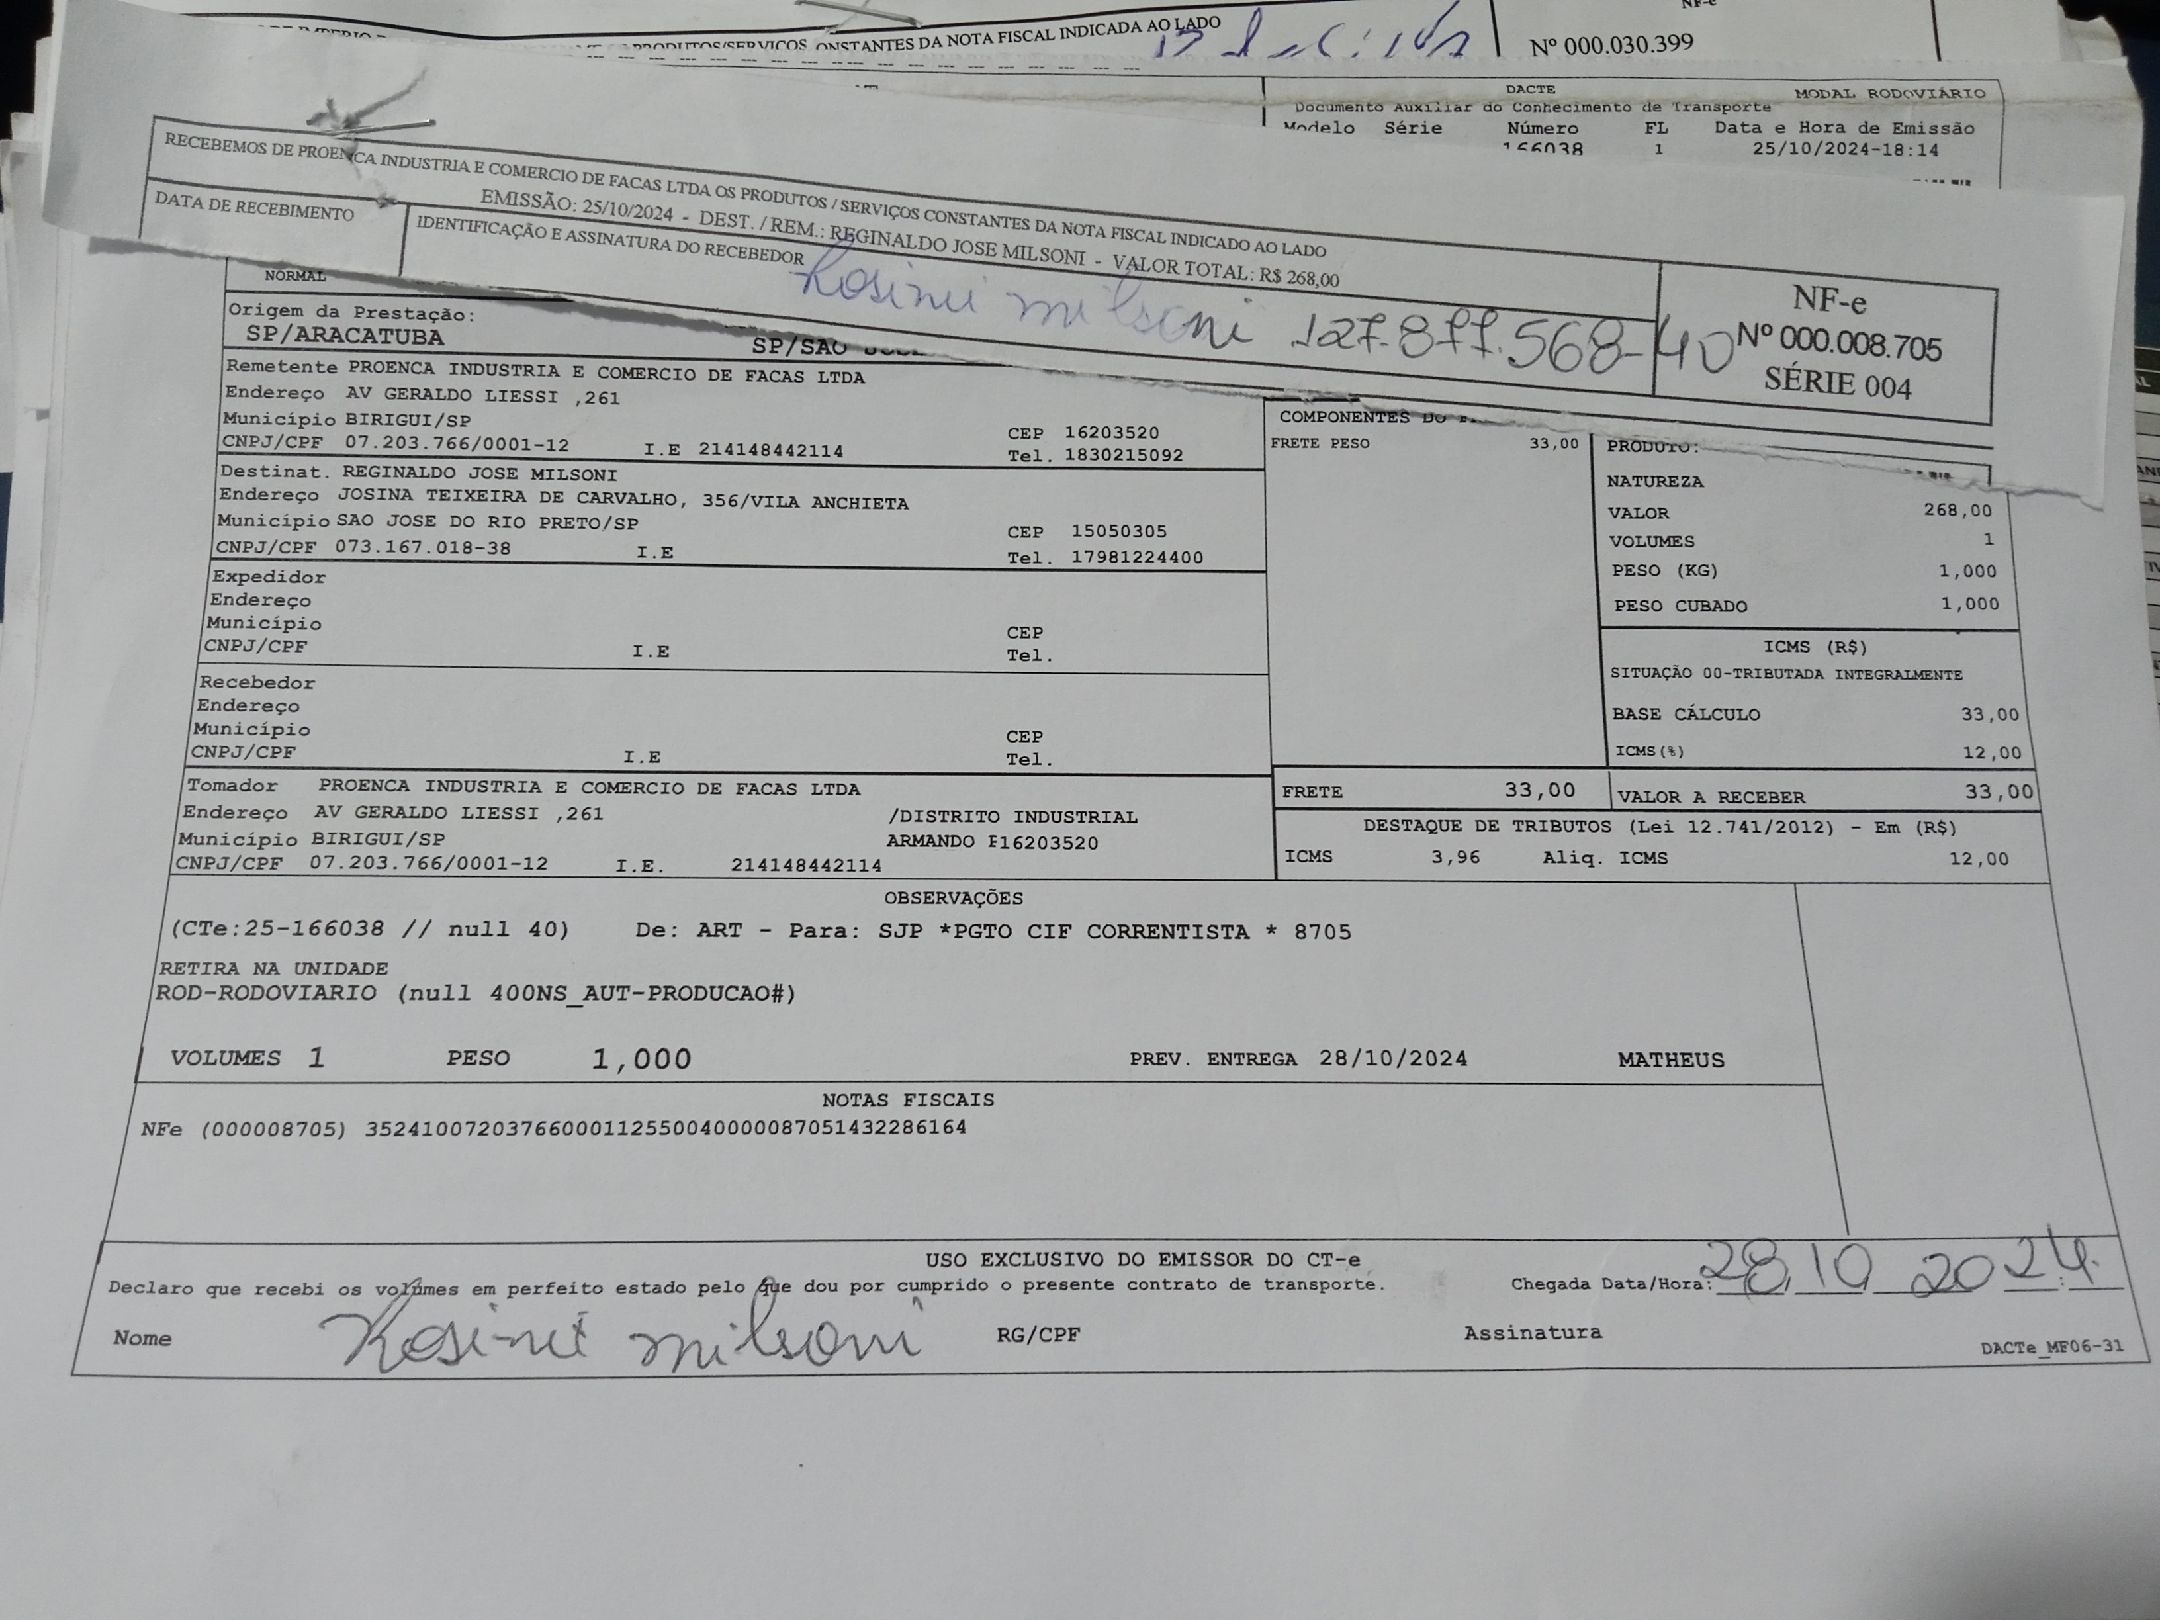 CONSTANTES DA NOTA FISCAL INDICADA AO LADO
Nº 000.030.399
DACTE
MODAL RODOVIÁRIO
Documento Auxiliar do Conhecimento de Transporte
Modelo Série Número FL Data e Hora de Emissão
166038 1 25/10/2024-18:14
RECEBEMOS DE PROENCA INDUSTRIA E COMERCIO DE FACAS LTDA OS PRODUTOS / SERVIÇOS CONSTANTES DA NOTA FISCAL INDICADO AO LADO
EMISSÃO: 25/10/2024 - DEST. / REM.: REGINALDO JOSE MILSONI - VALOR TOTAL: R$ 268,00
DATA DE RECEBIMENTO
IDENTIFICAÇÃO E ASSINATURA DO RECEBEDOR
milsoni 127.877.568-40
NF-e
Nº 000.008.705
SÉRIE 004
NORMAL
Origem da Prestação:
SP/ARACATUBA SP/SAO
Remetente PROENCA INDUSTRIA E COMERCIO DE FACAS LTDA
Endereço AV GERALDO LIESSI ,261
Município BIRIGUI/SP CEP 16203520
CNPJ/CPF 07.203.766/0001-12 I.E 214148442114 Tel. 1830215092
Destinat. REGINALDO JOSE MILSONI
Endereço JOSINA TEIXEIRA DE CARVALHO, 356/VILA ANCHIETA
Município SAO JOSE DO RIO PRETO/SP CEP 15050305
CNPJ/CPF 073.167.018-38 I.E Tel. 17981224400
Expedidor
Endereço
Município CEP
CNPJ/CPF I.E Tel.
Recebedor
Endereço
Município CEP
CNPJ/CPF I.E Tel.
Tomador PROENCA INDUSTRIA E COMERCIO DE FACAS LTDA
Endereço AV GERALDO LIESSI ,261 /DISTRITO INDUSTRIAL
Município BIRIGUI/SP ARMANDO F16203520
CNPJ/CPF 07.203.766/0001-12 I.E. 214148442114
COMPONENTES DO
FRETE PESO 33,00
PRODUTO:
NATUREZA
VALOR 268,00
VOLUMES 1
PESO (KG) 1,000
PESO CUBADO 1,000
ICMS (R$)
SITUAÇÃO 00-TRIBUTADA INTEGRALMENTE
BASE CÁLCULO 33,00
ICMS(%) 12,00
FRETE 33,00 VALOR A RECEBER 33,00
DESTAQUE DE TRIBUTOS (Lei 12.741/2012) - Em (R$)
ICMS 3,96 Aliq. ICMS 12,00
OBSERVAÇÕES
(CTe:25-166038 // null 40) De: ART - Para: SJP *PGTO CIF CORRENTISTA * 8705
RETIRA NA UNIDADE
ROD-RODOVIARIO (null 400NS_AUT-PRODUCAO#)
VOLUMES 1 PESO 1,000 PREV. ENTREGA 28/10/2024 MATHEUS
NOTAS FISCAIS
NFe (000008705) 35241007203766000112550040000087051432286164
USO EXCLUSIVO DO EMISSOR DO CT-e
Declaro que recebi os volumes em perfeito estado pelo que dou por cumprido o presente contrato de transporte. Chegada Data/Hora: 28 10 2024
Nome milsoni RG/CPF Assinatura
DACTe_MF06-31